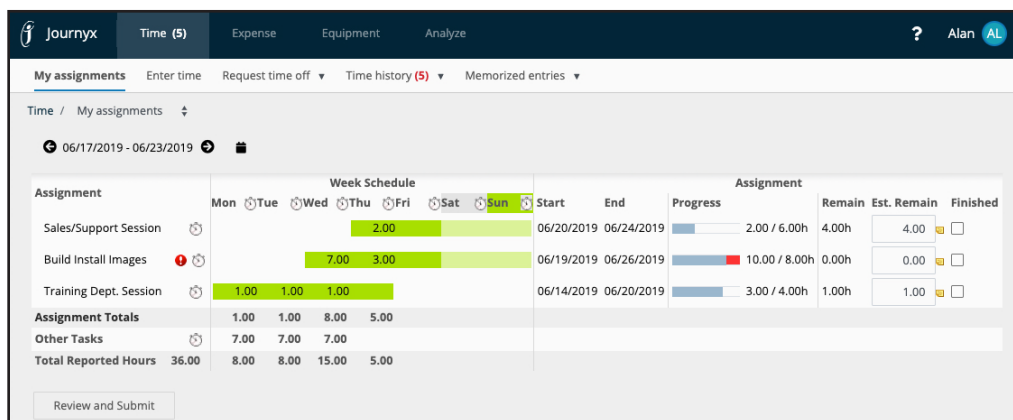 Journyx Time (5) Expense Equipment Analyze ? Alan AL
My assignments Enter time Request time off Time history (5) Memorized entries
Time / My assignments
06/17/2019 - 06/23/2019
Assignment Week Schedule Assignment
Mon Tue Wed Thu Fri Sat Sun Start End Progress Remain Est. Remain Finished
Sales/Support Session 2.00 06/20/2019 06/24/2019 2.00 / 6.00h 4.00h 4.00
Build Install Images 7.00 3.00 06/19/2019 06/26/2019 10.00 / 8.00h 0.00h 0.00
Training Dept. Session 1.00 1.00 1.00 06/14/2019 06/20/2019 3.00 / 4.00h 1.00h 1.00
Assignment Totals 1.00 1.00 8.00 5.00
Other Tasks 7.00 7.00 7.00
Total Reported Hours 36.00 8.00 8.00 15.00 5.00
Review and Submit